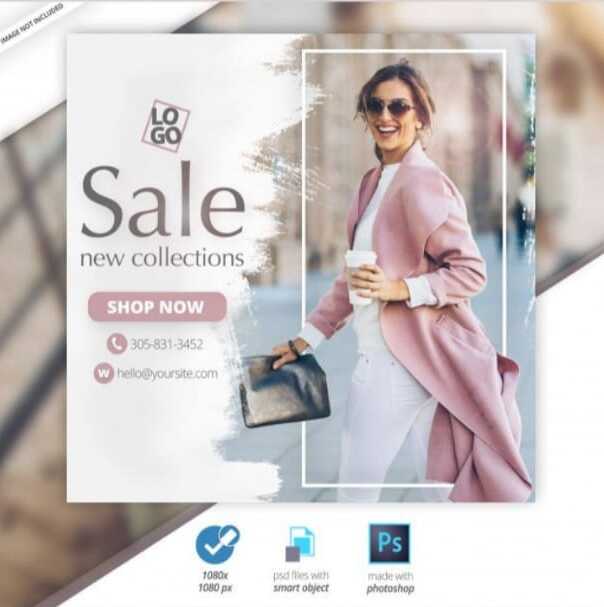 IMAGE NOT INCLUDED
LO
GO
Sale
new collections
SHOP NOW
305-831-3452
W hello@yoursite.com
1080x
1080 px
psd files with
smart object
Ps
made with
photoshop